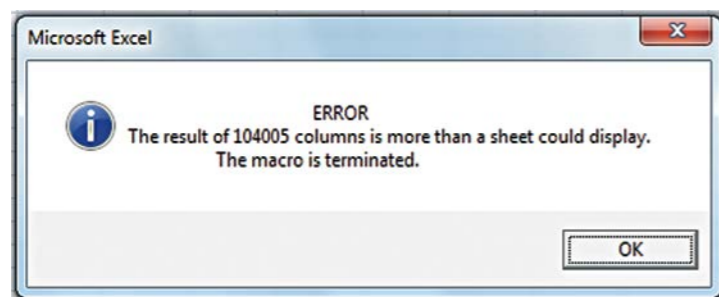 Microsoft Excel
ERROR
The result of 104005 columns is more than a sheet could display.
The macro is terminated.
OK